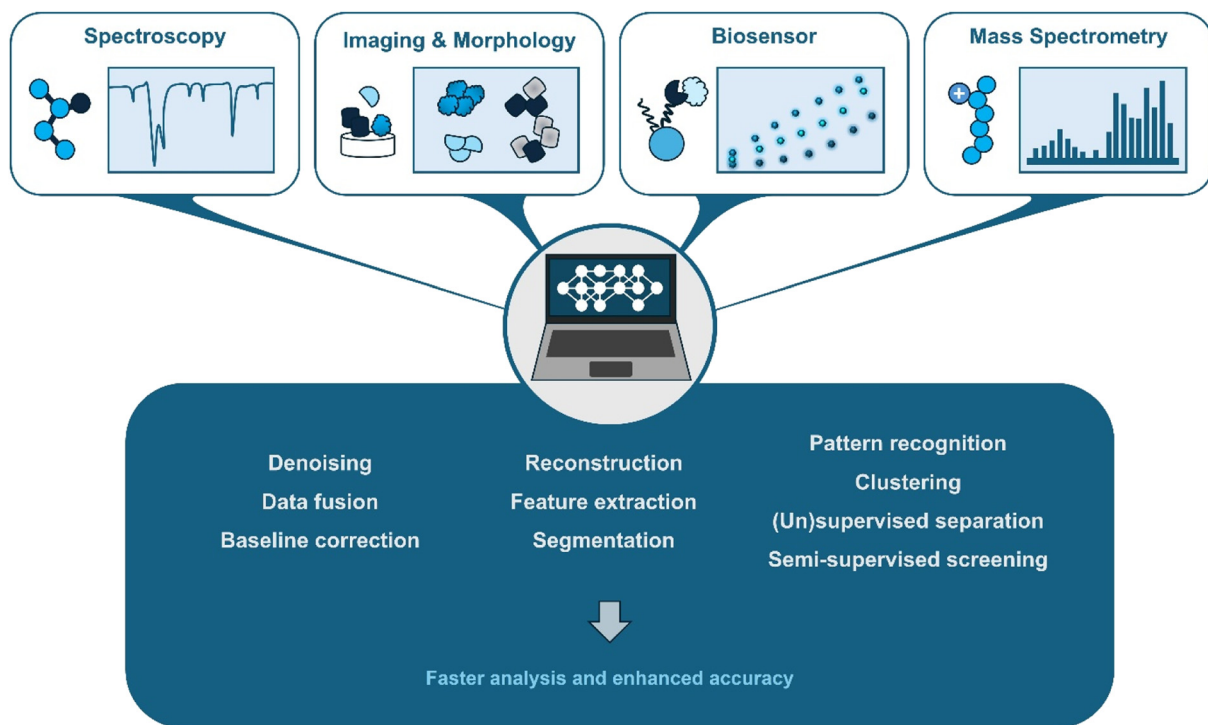 Spectroscopy
Imaging & Morphology
Biosensor
Mass Spectrometry
+
Denoising
Data fusion
Baseline correction
Reconstruction
Feature extraction
Segmentation
Pattern recognition
Clustering
(Un)supervised separation
Semi-supervised screening
Faster analysis and enhanced accuracy